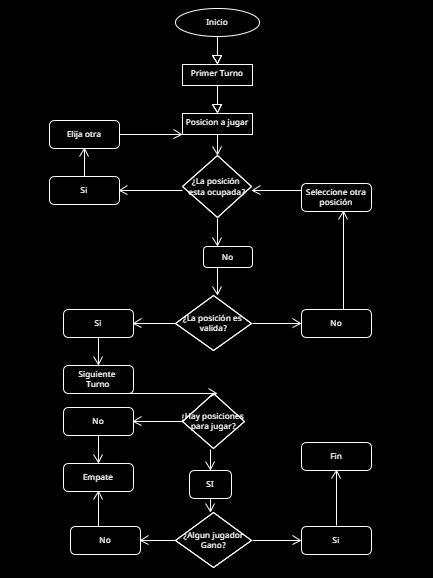 Inicio
Primer Turno
Posicion a jugar
Elija otra
¿La posición
esta ocupada?
Si
Seleccione otra
posición
No
¿La posición es
valida?
Si
No
Siguiente
Turno
¿Hay posiciones
para jugar?
No
Fin
Empate
SI
¿Algun jugador
Gano?
No
Si